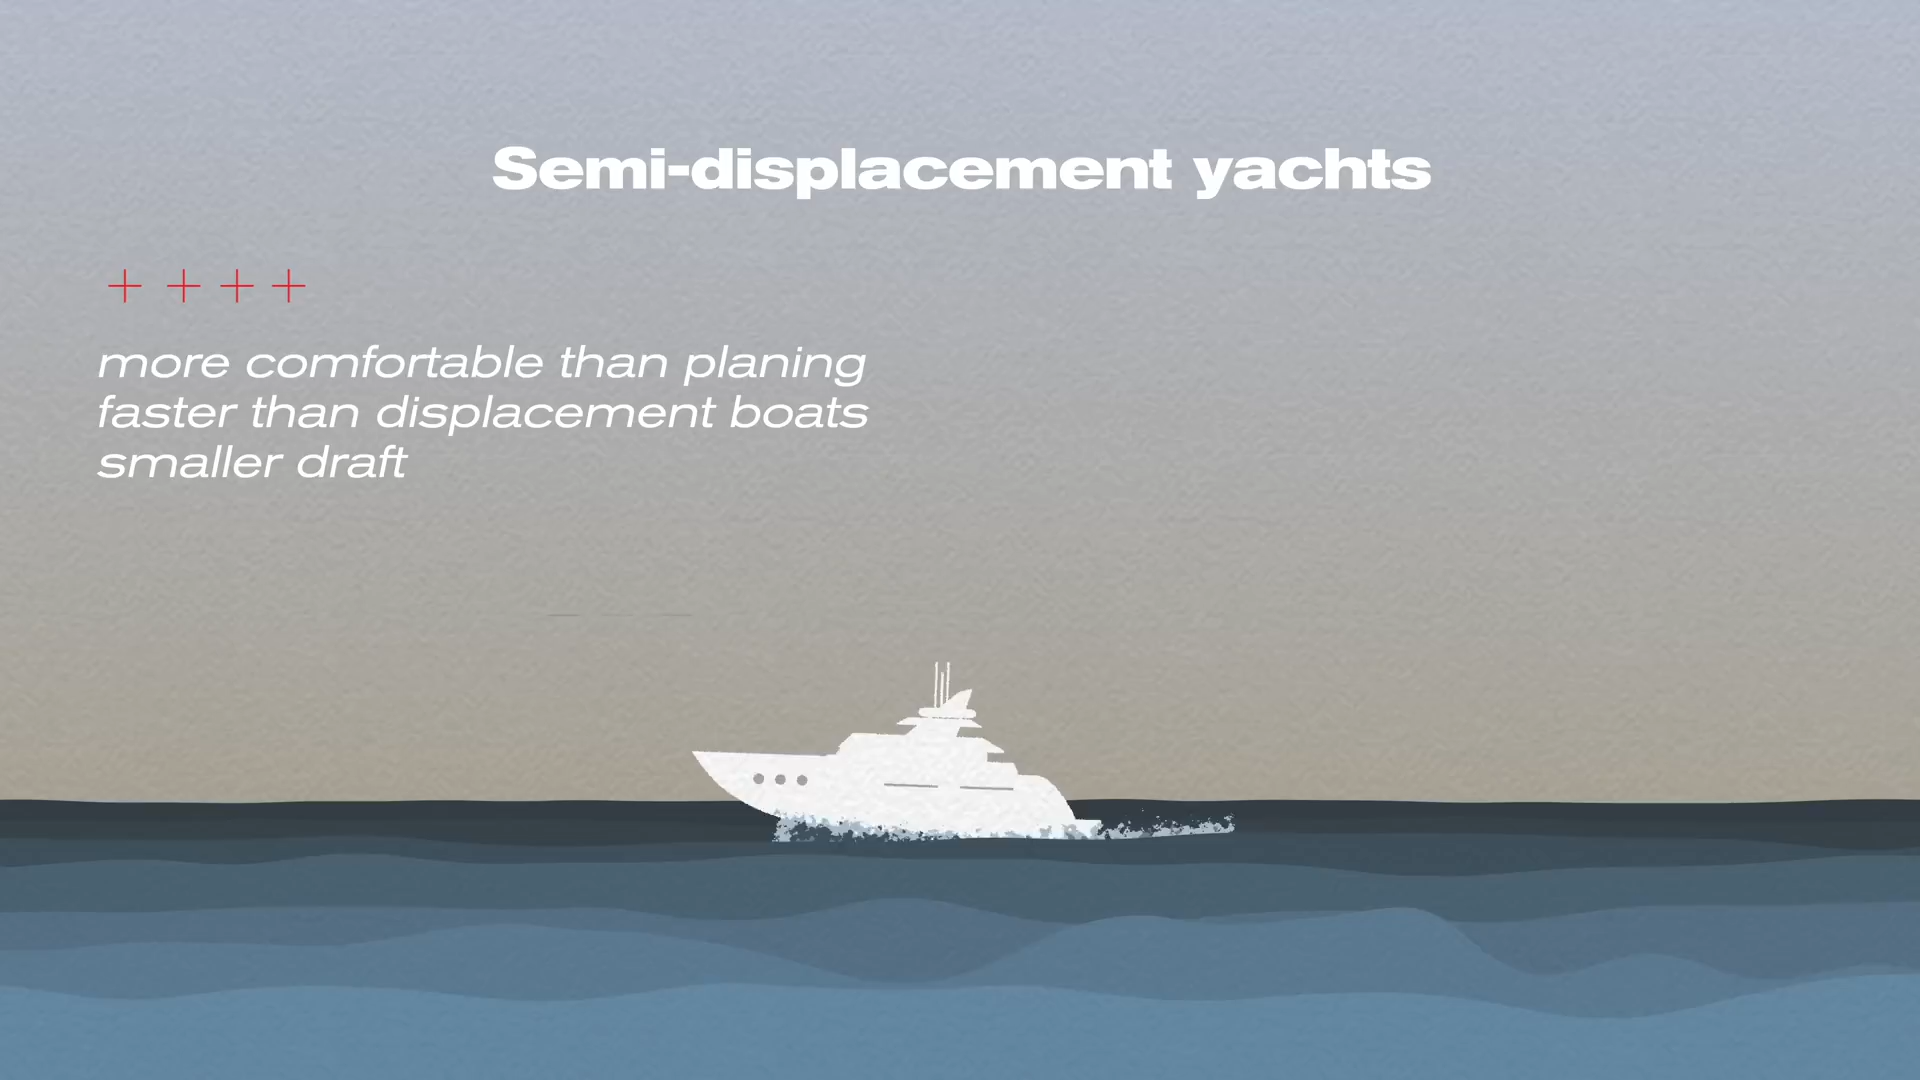 Semi-displacement yachts
+ + + +
more comfortable than planing
faster than displacement boats
smaller draft